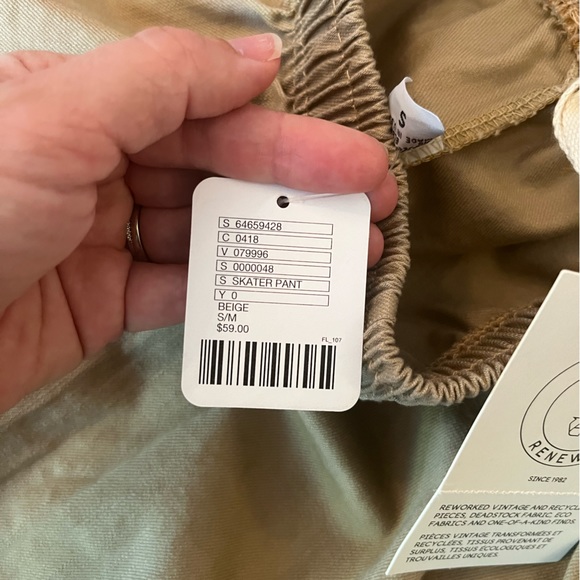 S 64659428
C 0418
V 079996
S 0000048
S SKATER PANT
Y 0
BEIGE
S/M
$59.00
FL_107
S
RENEW
SINCE 1982
REWORKED VINTAGE AND
PIECES, DEADSTOCK FABRIC, ECO
FABRICS AND ONE-OF-A-KIND FINDS
PIÈCES VINTAGE TRANSFORMÉES ET
RECYCLÉES, TISSUS PROVENANT DE
SURPLUS, TISSUS ÉCOLOGIQUES ET
TROUVAILLES UNIQUES.